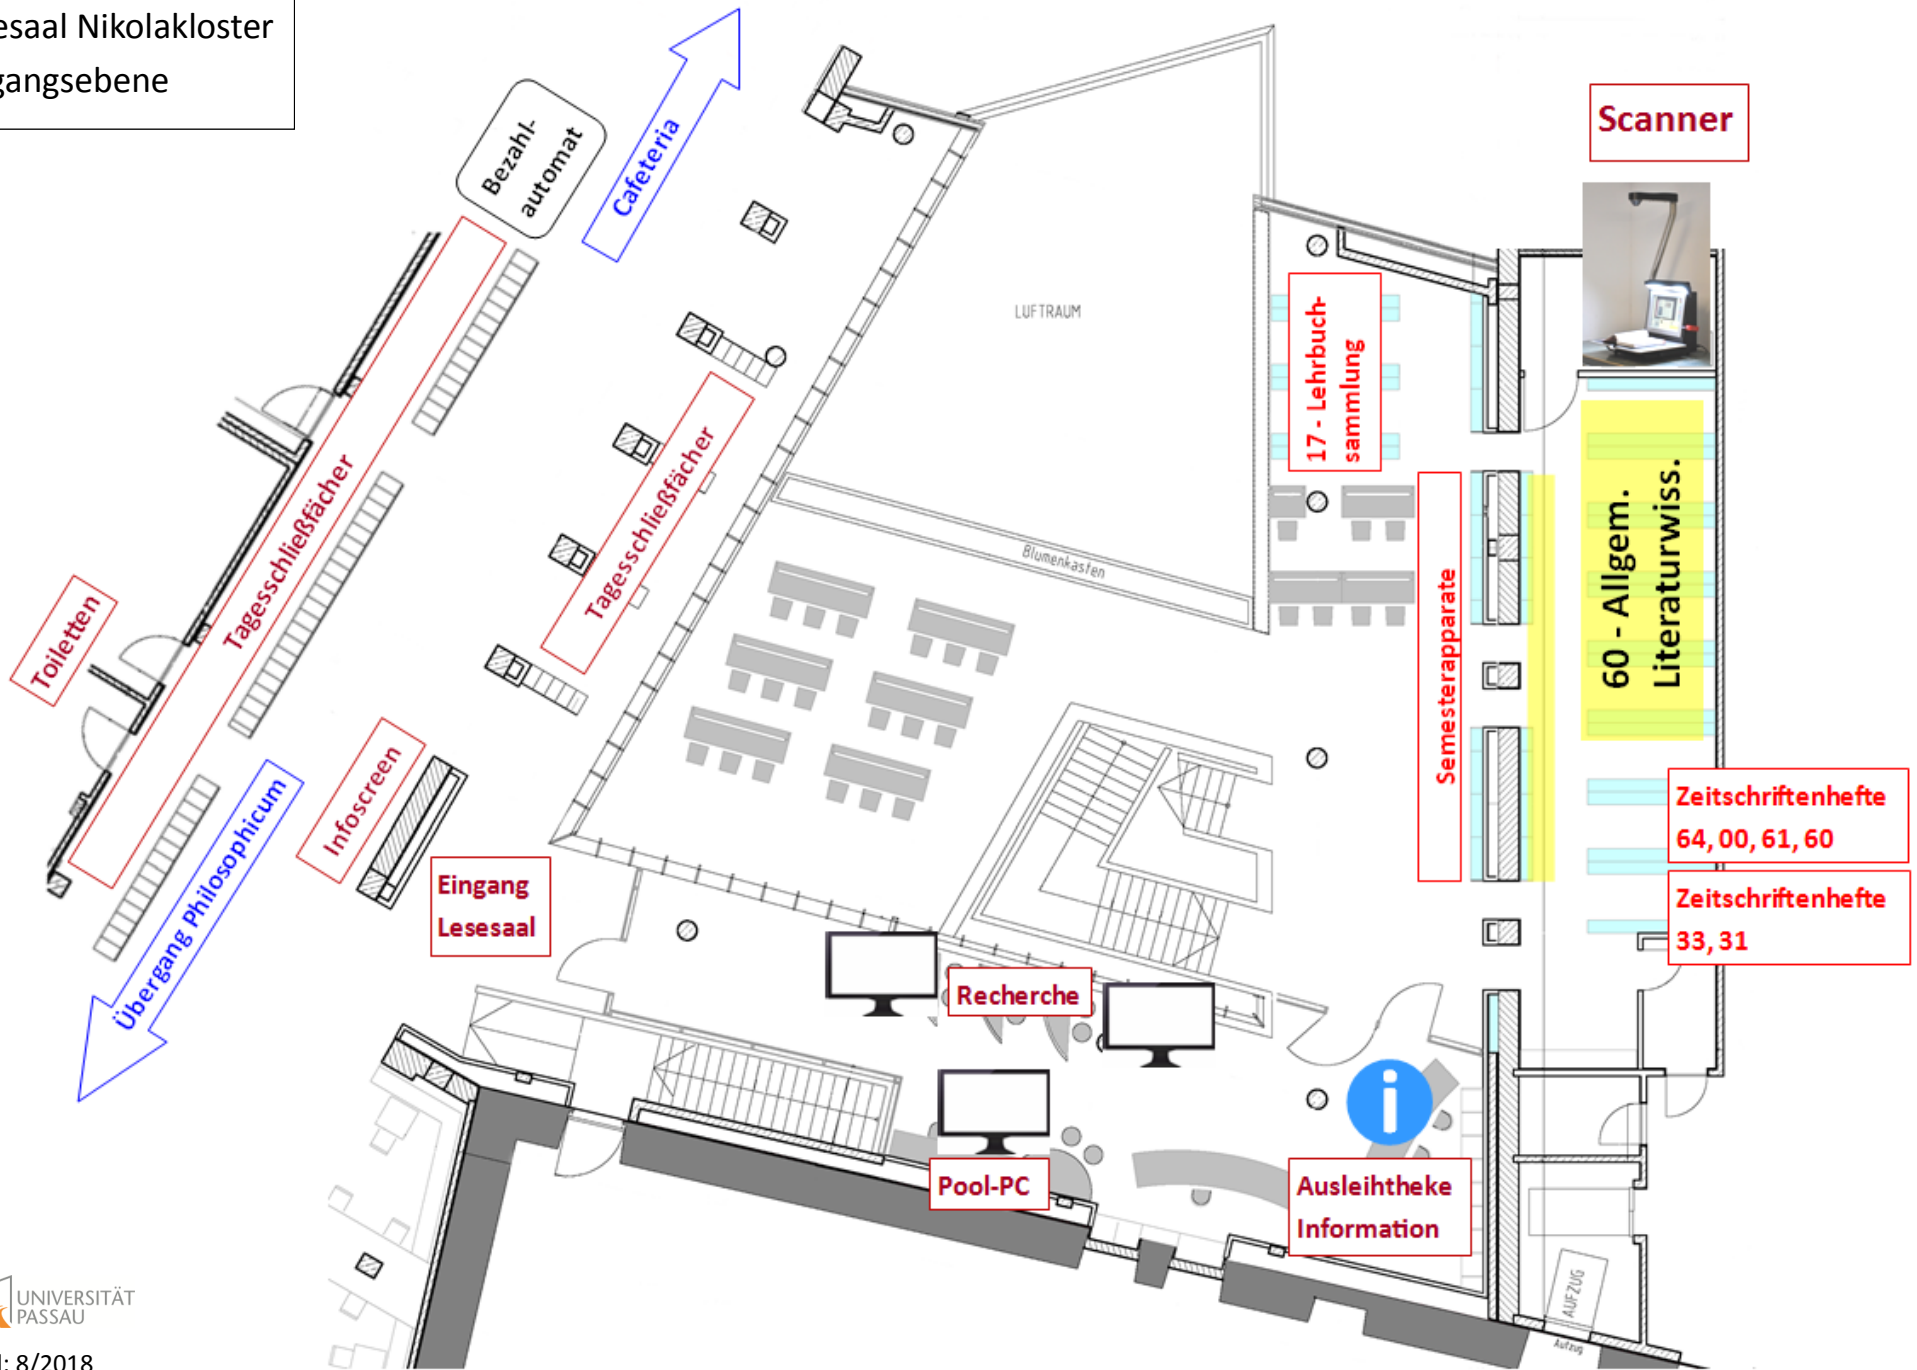 esaal Nikolakloster
gangsebene
Bezahl-
automat
Cafeteria
Scanner
LUFTRAUM
17 - Lehrbuch-
sammlung
Tagesschließfächer
Tagesschließfächer
Blumenkasten
60 - Allgem.
Literaturwiss.
Semesterapparate
Toiletten
Infoscreen
Übergang Philosophicum
Zeitschriftenhefte
64, 00, 61, 60
Eingang
Lesesaal
Zeitschriftenhefte
33, 31
Recherche
i
Pool-PC
Ausleihtheke
Information
AUFZUG
Aufzug
UNIVERSITÄT
PASSAU
: 8/2018